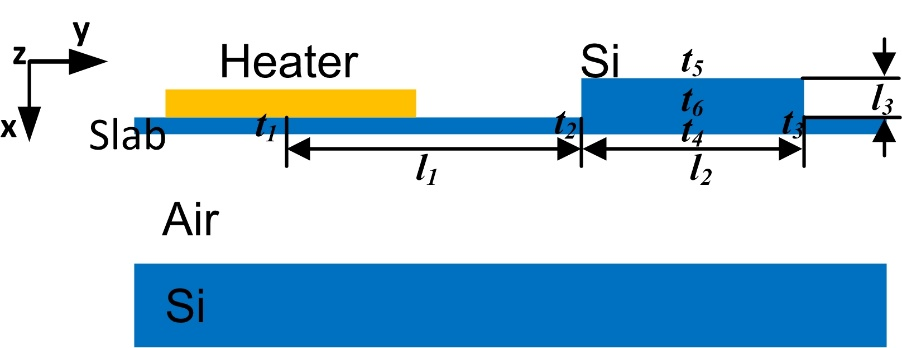 y
z
x
Heater
Si
t5
l3
t6
Slab
t1
t2
t4
t3
l1
l2
Air
Si